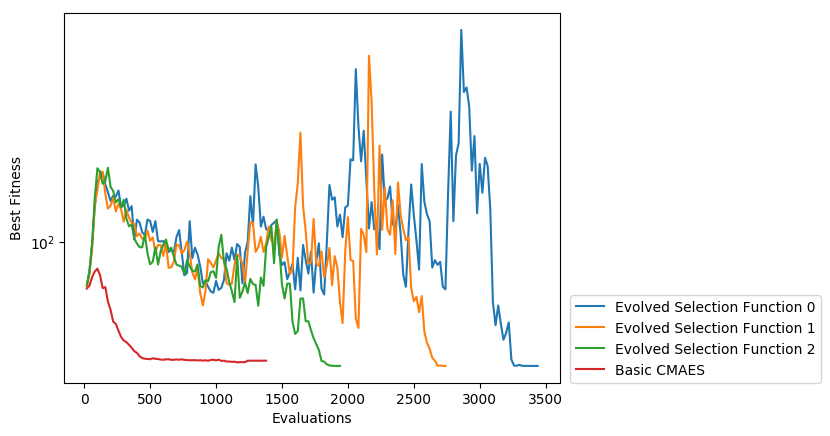 Best Fitness
10²
0 500 1000 1500 2000 2500 3000 3500
Evaluations
Evolved Selection Function 0
Evolved Selection Function 1
Evolved Selection Function 2
Basic CMAES